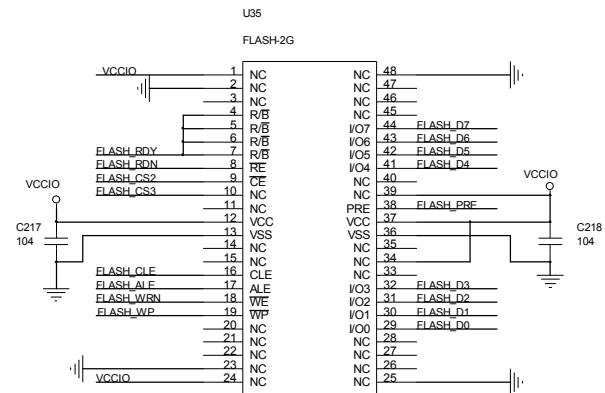 U35
FLASH-2G
VCCIO 1 NC NC 48
2 NC NC 47
3 NC NC 46
4 R/B NC 45
5 R/B I/O7 44 FLASH_D7
6 R/B I/O6 43 FLASH_D6
FLASH_RDY 7 R/B I/O5 42 FLASH_D5
FLASH_RDN 8 RE I/O4 41 FLASH_D4
FLASH_CS2 9 CE NC 40
FLASH_CS3 10 NC NC 39
11 NC PRE 38 FLASH_PRE
12 VCC VCC 37
13 VSS VSS 36
14 NC NC 35
15 NC NC 34
FLASH_CLE 16 CLE NC 33
FLASH_ALE 17 ALE I/O3 32 FLASH_D3
FLASH_WRN 18 WE I/O2 31 FLASH_D2
FLASH_WP 19 WP I/O1 30 FLASH_D1
20 NC I/O0 29 FLASH_D0
21 NC NC 28
22 NC NC 27
23 NC NC 26
VCCIO 24 NC NC 25
VCCIO
C217
104
VCCIO
C218
104